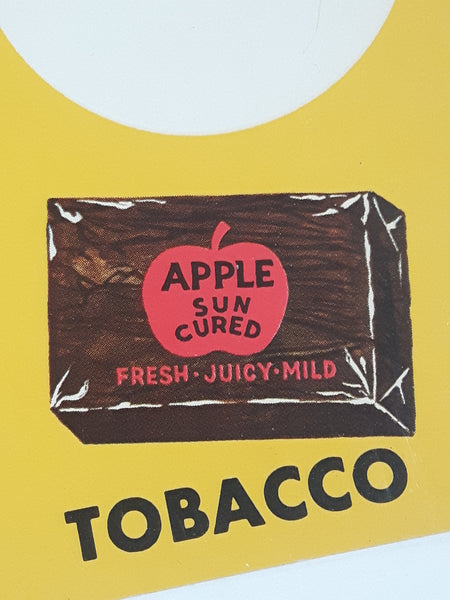 APPLE
SUN
CURED
FRESH · JUICY · MILD
TOBACCO